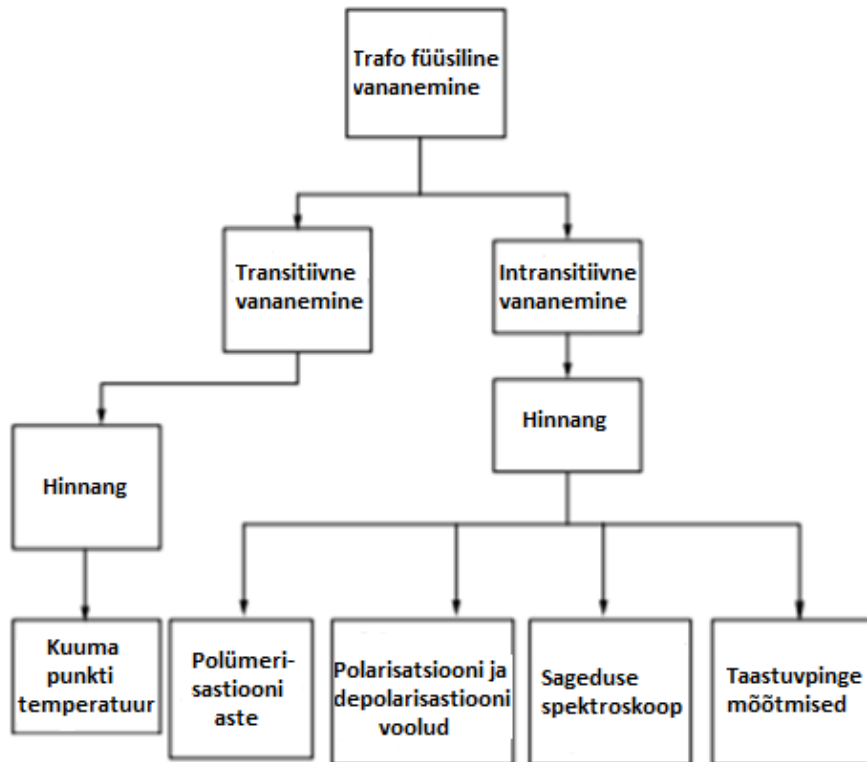 Trafo füüsiline
vananemine
Transitiivne
vananemine
Intransitiivne
vananemine
Hinnang
Hinnang
Kuuma
punkti
temperatuur
Polümeri-
sastiooni
aste
Polarisatsiooni ja
depolarisastiooni
voolud
Sageduse
spektroskoop
Taastuvpinge
mõõtmised